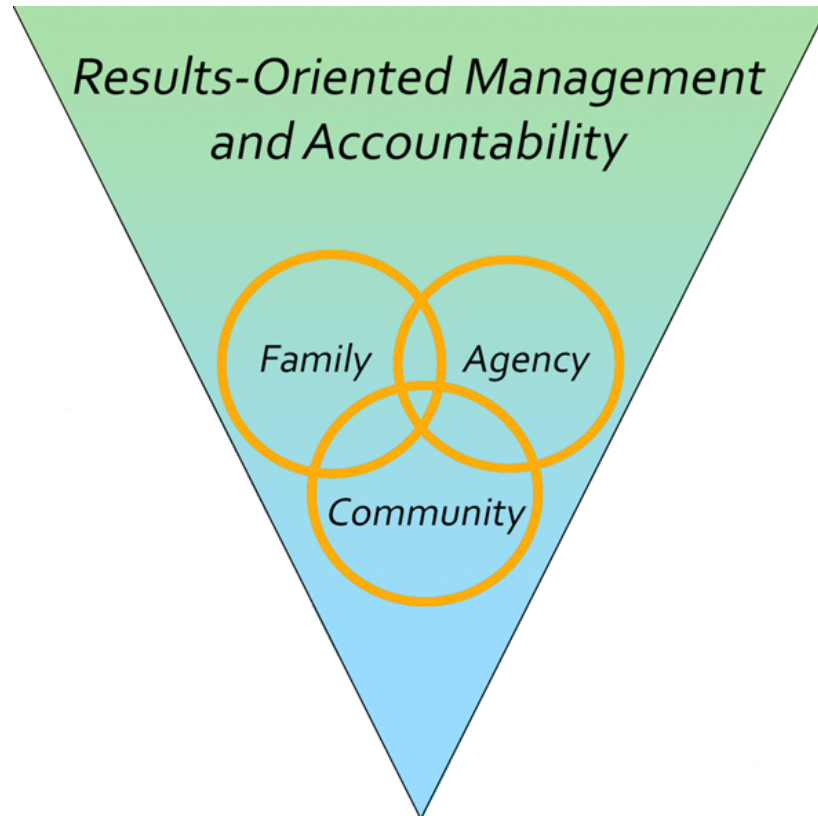 Results-Oriented Management
and Accountability
Family
Agency
Community